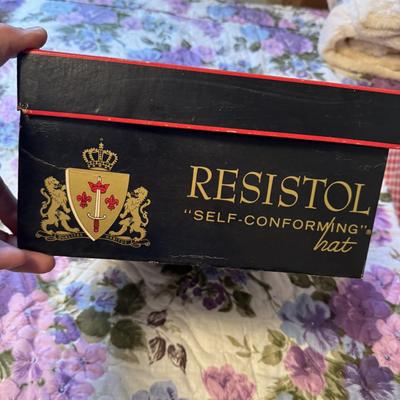 RESISTOL
"SELF-CONFORMING"®
hat